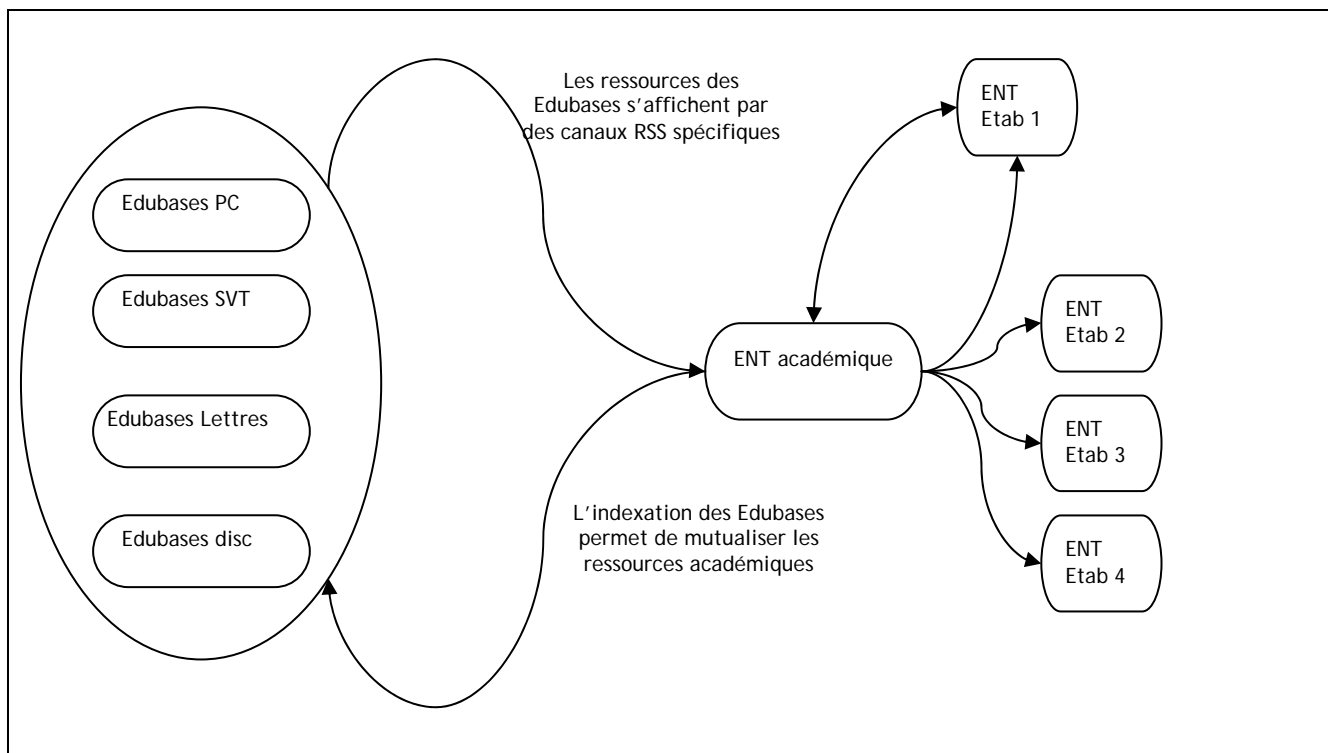 Les ressources des
Edubases s'affichent par
des canaux RSS spécifiques
ENT
Etab 1
Edubases PC
Edubases SVT
Edubases Lettres
Edubases disc
ENT académique
ENT
Etab 2
ENT
Etab 3
ENT
Etab 4
L'indexation des Edubases
permet de mutualiser les
ressources académiques